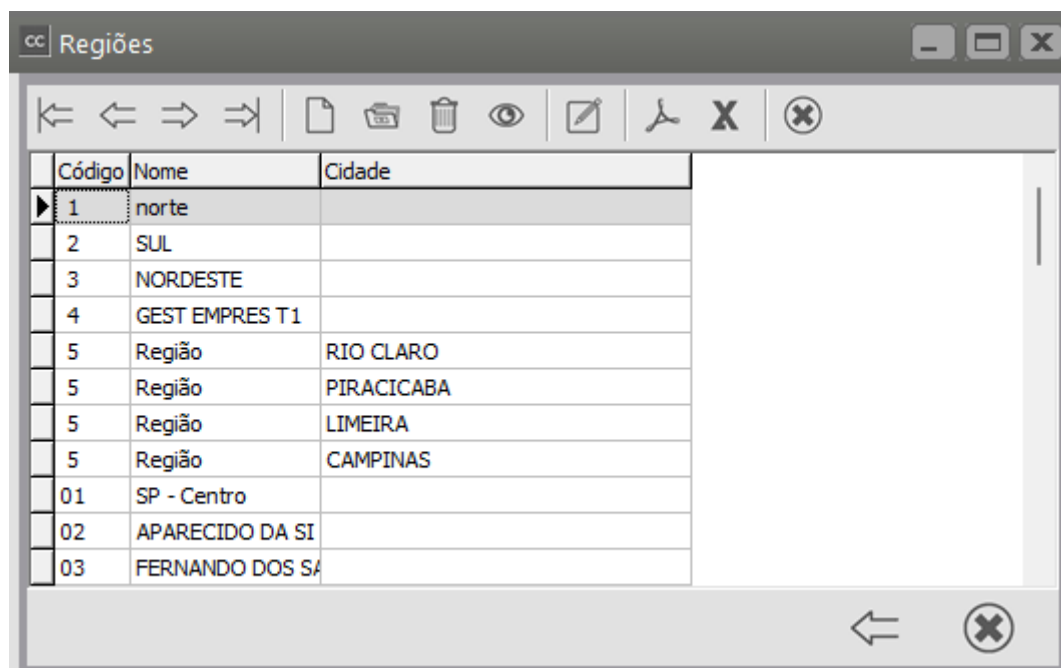 cc Regiões
Código Nome Cidade
1 norte
2 SUL
3 NORDESTE
4 GEST EMPRES T1
5 Região RIO CLARO
5 Região PIRACICABA
5 Região LIMEIRA
5 Região CAMPINAS
01 SP - Centro
02 APARECIDO DA SI
03 FERNANDO DOS SA